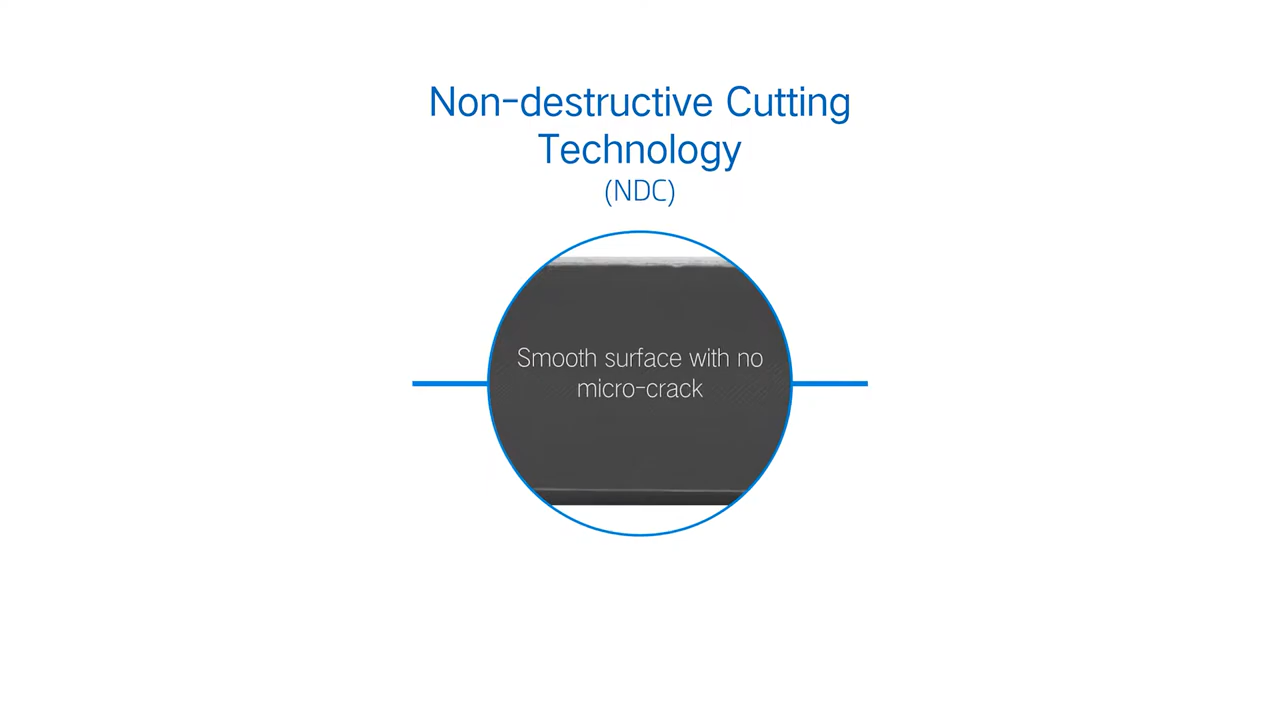 Non-destructive Cutting
Technology
(NDC)
Smooth surface with no
micro-crack